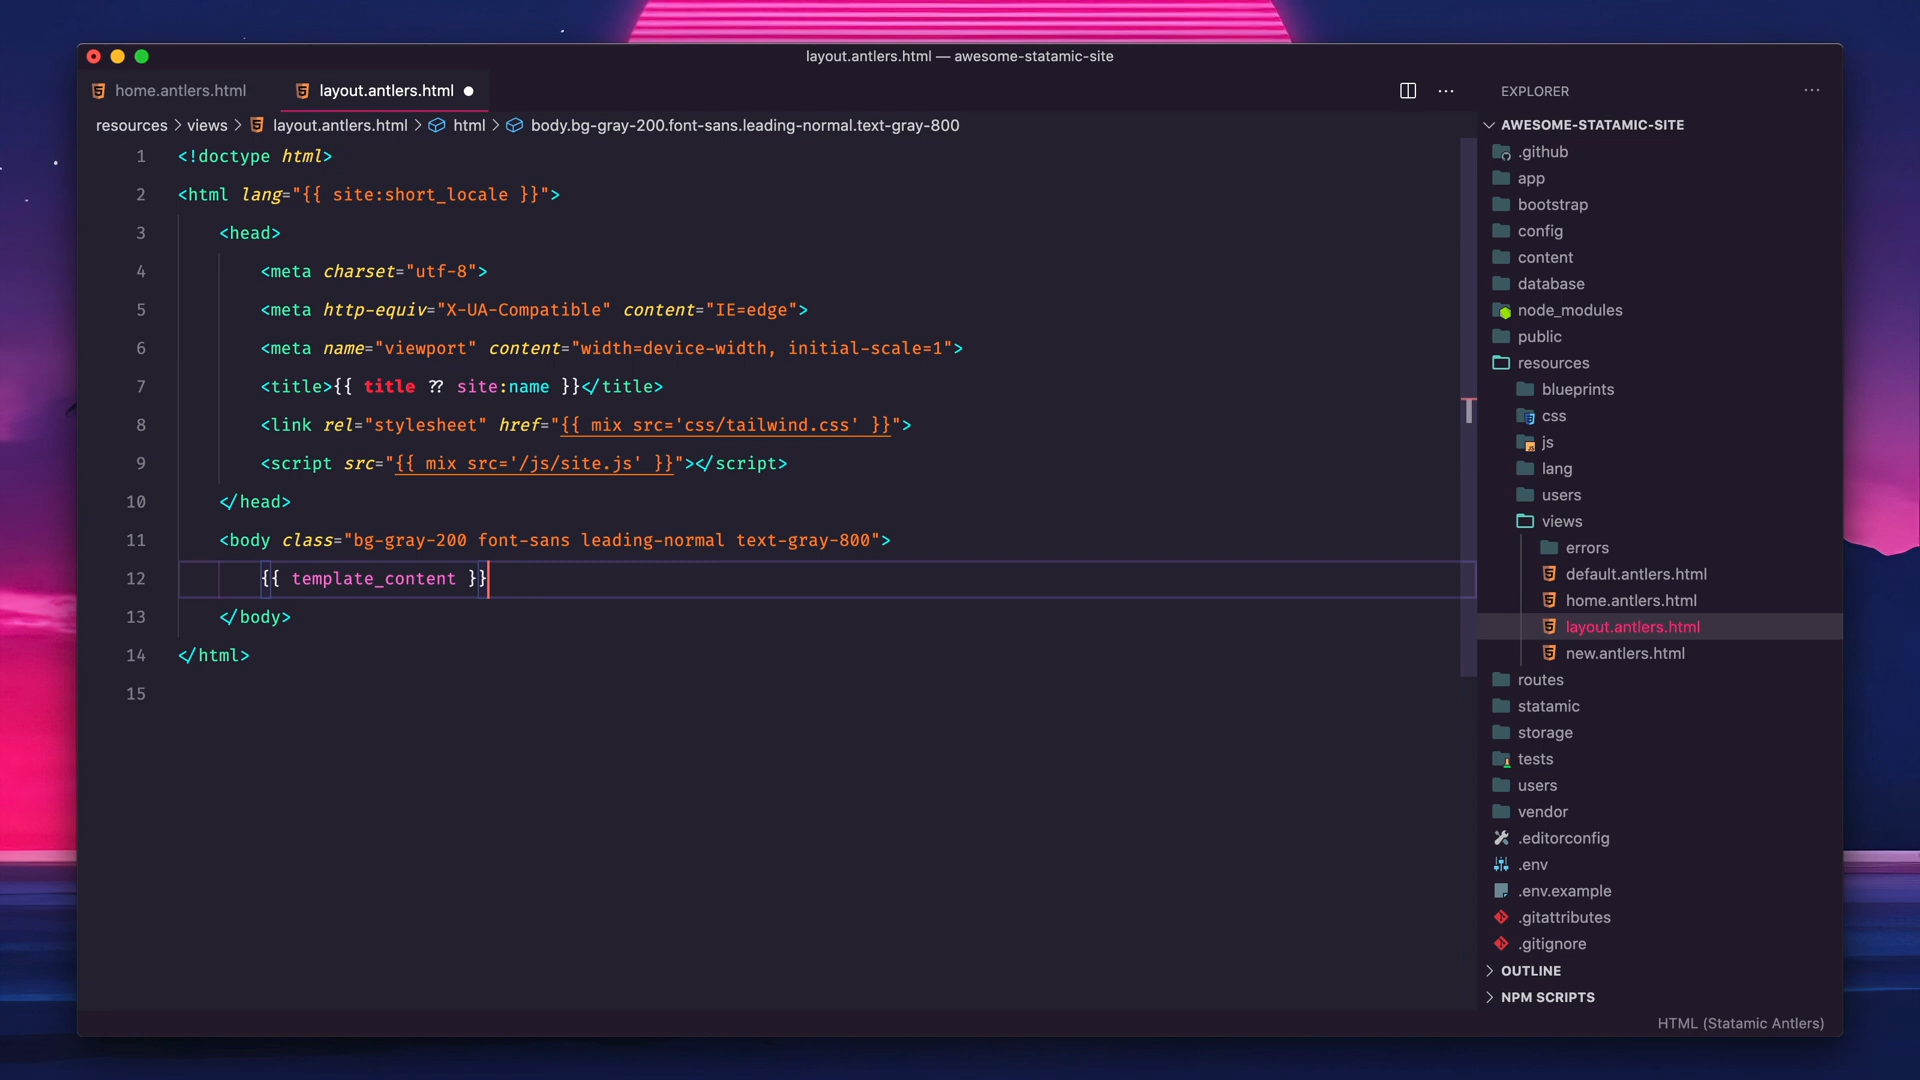 layout.antlers.html — awesome-statamic-site
home.antlers.html
layout.antlers.html
resources > views > layout.antlers.html > html > body.bg-gray-200.font-sans.leading-normal.text-gray-800
1 <!doctype html>
2 <html lang="{{ site:short_locale }}">
3 <head>
4 <meta charset="utf-8">
5 <meta http-equiv="X-UA-Compatible" content="IE=edge">
6 <meta name="viewport" content="width=device-width, initial-scale=1">
7 <title>{{ title ?? site:name }}</title>
8 <link rel="stylesheet" href="{{ mix src='css/tailwind.css' }}">
9 <script src="{{ mix src='/js/site.js' }}"></script>
10 </head>
11 <body class="bg-gray-200 font-sans leading-normal text-gray-800">
12 {{ template_content }}
13 </body>
14 </html>
15
EXPLORER
AWESOME-STATAMIC-SITE
.github
app
bootstrap
config
content
database
node_modules
public
resources
blueprints
css
js
lang
users
views
errors
default.antlers.html
home.antlers.html
layout.antlers.html
new.antlers.html
routes
statamic
storage
tests
users
vendor
.editorconfig
.env
.env.example
.gitattributes
.gitignore
OUTLINE
NPM SCRIPTS
HTML (Statamic Antlers)